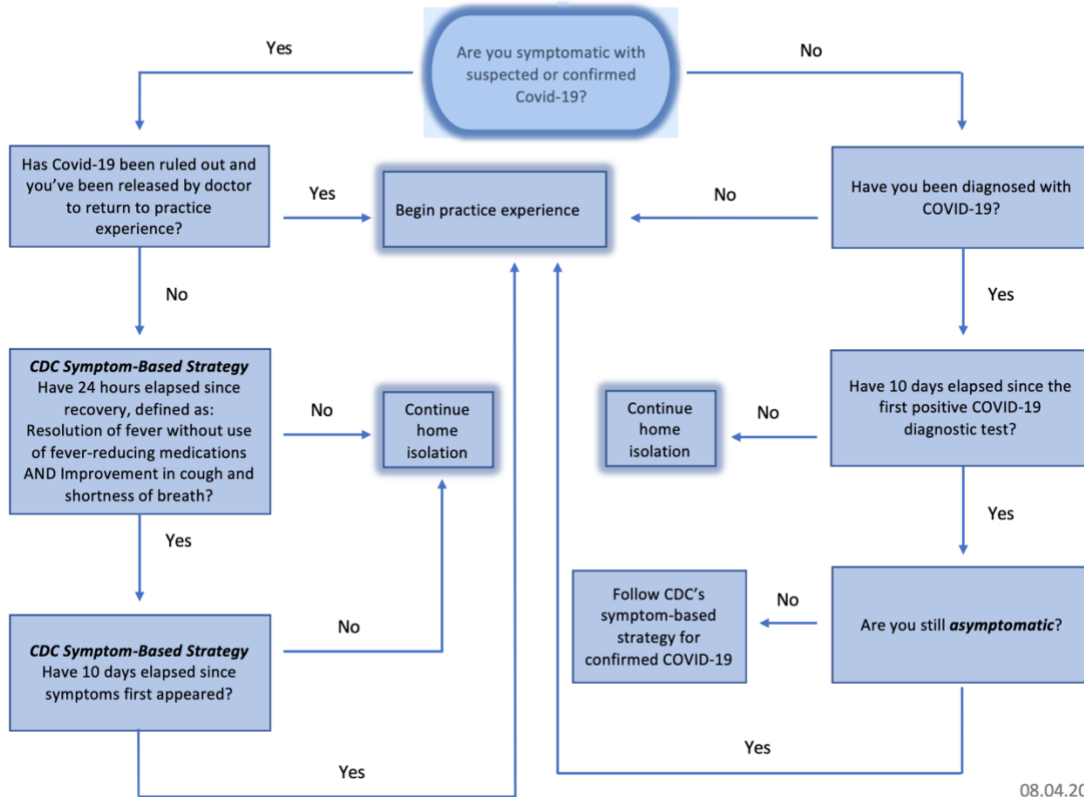 Are you symptomatic with
suspected or confirmed
Covid-19?
Yes
No
Has Covid-19 been ruled out and
you've been released by doctor
to return to practice
experience?
Yes
Begin practice experience
No
Have you been diagnosed with
COVID-19?
No
Yes
CDC Symptom-Based Strategy
Have 24 hours elapsed since
recovery, defined as:
Resolution of fever without use
of fever-reducing medications
AND Improvement in cough and
shortness of breath?
No
Continue
home
isolation
Continue
home
isolation
No
Have 10 days elapsed since the
first positive COVID-19
diagnostic test?
Yes
Yes
CDC Symptom-Based Strategy
Have 10 days elapsed since
symptoms first appeared?
No
Follow CDC's
symptom-based
strategy for
confirmed COVID-19
No
Are you still asymptomatic?
Yes
Yes
08.04.20